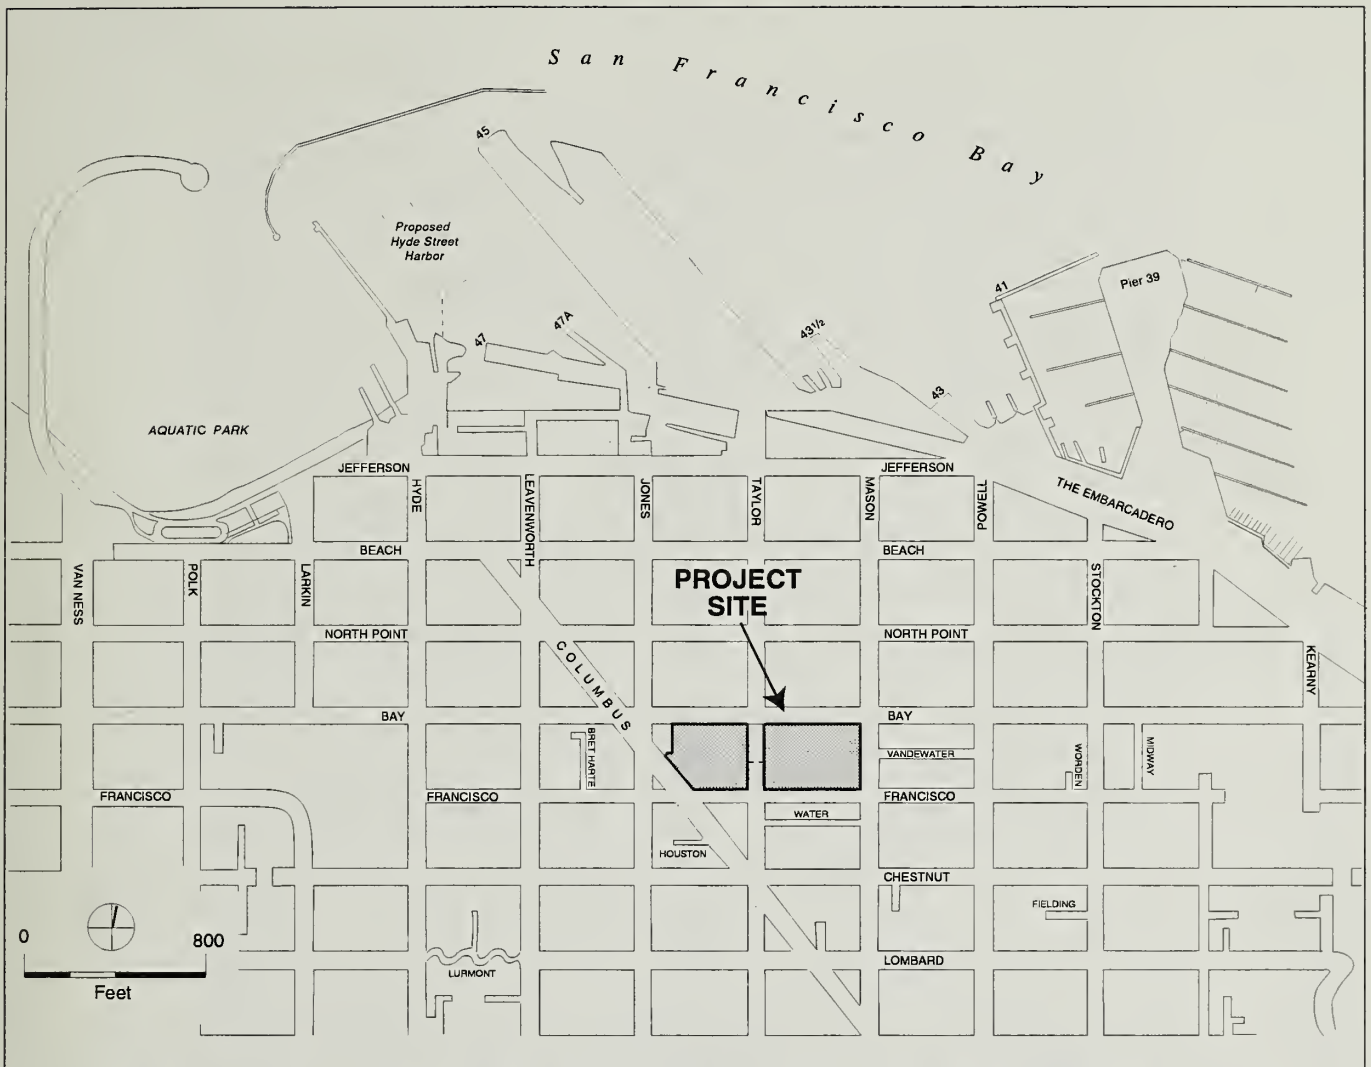 San Francisco Bay
45
Proposed
Hyde Street
Harbor
41
Pier 39
47
47A
43 1/2
43
AQUATIC PARK
JEFFERSON
JEFFERSON
HYDE
LEAVENWORTH
JONES
TAYLOR
MASON
POWELL
THE EMBARCADERO
BEACH
BEACH
VAN NESS
POLK
LARKIN
PROJECT
SITE
STOCKTON
NORTH POINT
NORTH POINT
COLUMBUS
KEARNY
BAY
BAY
BRET HARTE
VANDEWATER
WORDEN
MIDWAY
FRANCISCO
FRANCISCO
FRANCISCO
WATER
HOUSTON
CHESTNUT
FIELDING
0 800
Feet
LOMBARD
LURMONT